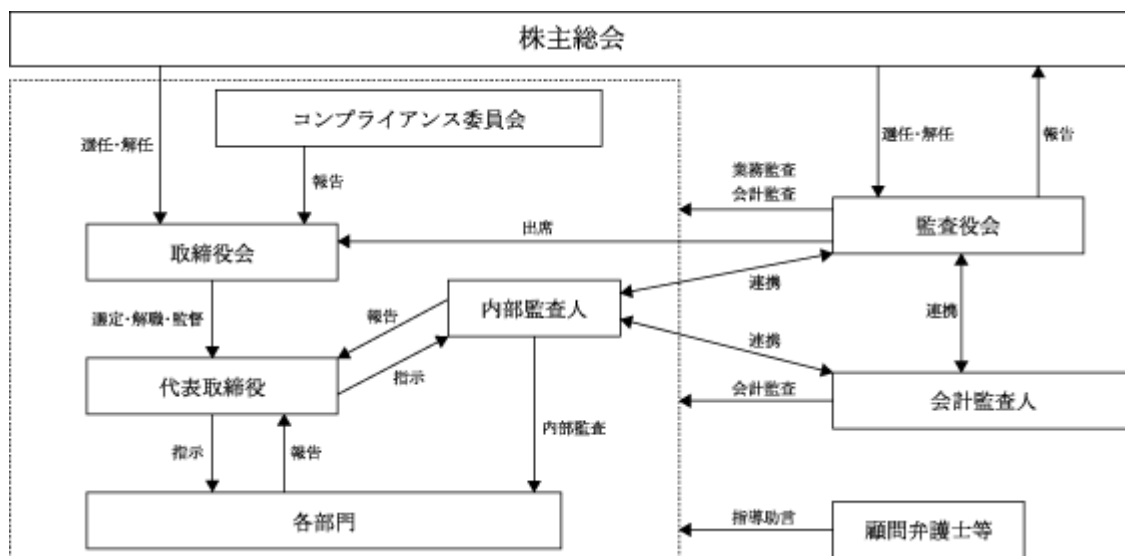 株主総会
コンプライアンス委員会
選任・解任
選任・解任
報告
報告
業務監査
会計監査
出席
取締役会
監査役会
内部監査人
連携
連携
連携
選定・解職・監督
報告
指示
代表取締役
会計監査
会計監査人
内部監査
指示
報告
各部門
指導助言
顧問弁護士等